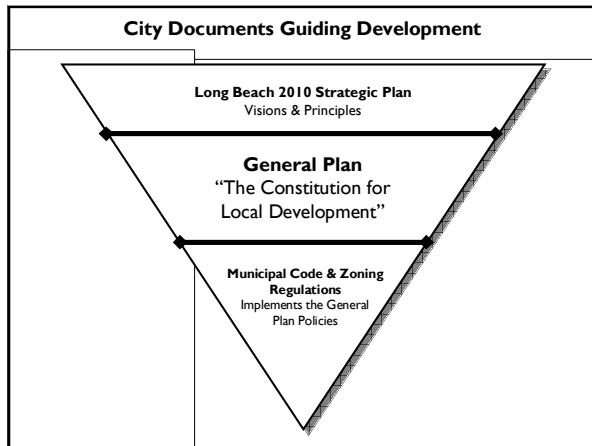 City Documents Guiding Development
Long Beach 2010 Strategic Plan
Visions & Principles
General Plan
“The Constitution for
Local Development”
Municipal Code & Zoning
Regulations
Implements the General
Plan Policies